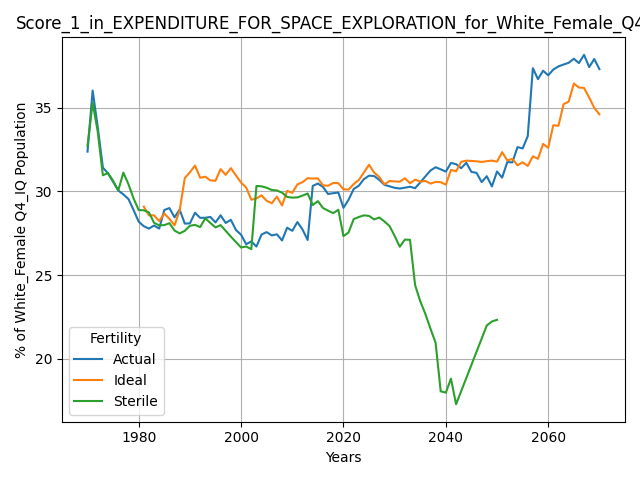 Score_1_in_EXPENDITURE_FOR_SPACE_EXPLORATION_for_White_Female_Q4
% of White_Female Q4_IQ Population
35
30
25
20
Fertility
Actual
Ideal
Sterile
1980 2000 2020 2040 2060
Years